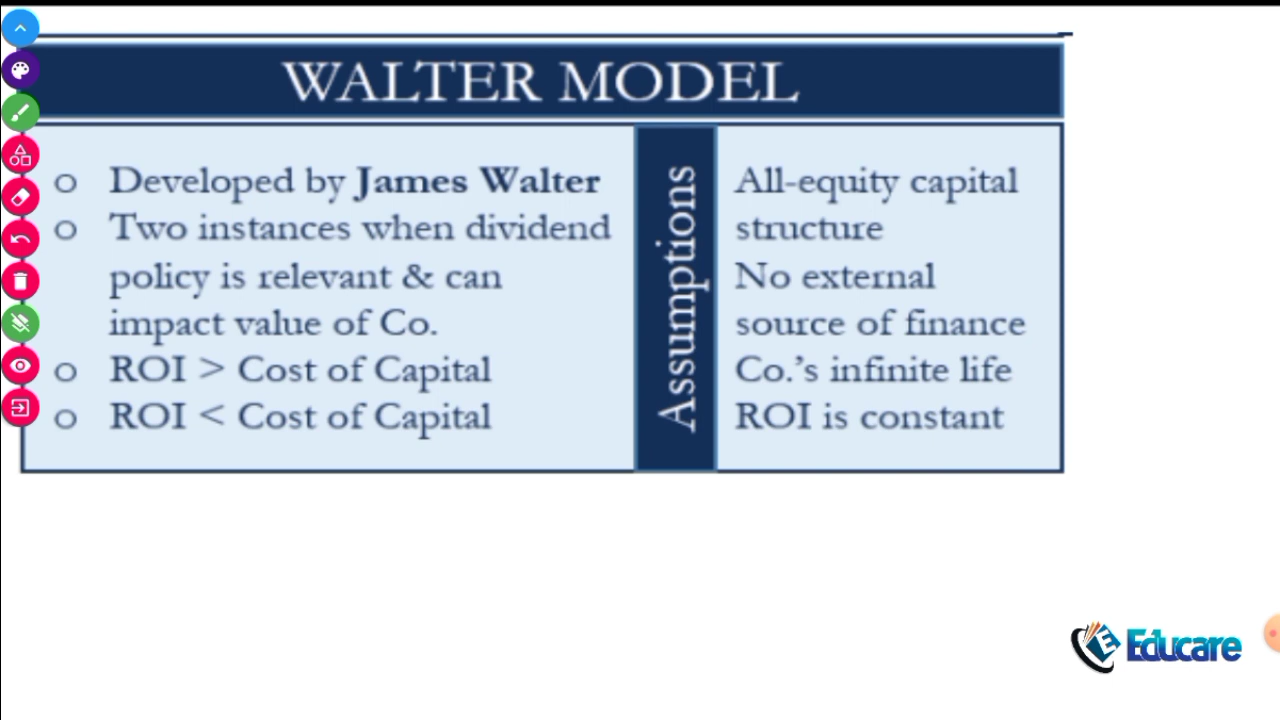 WALTER MODEL
o Developed by James Walter
o Two instances when dividend
policy is relevant & can
impact value of Co.
o ROI > Cost of Capital
o ROI < Cost of Capital
Assumptions
All-equity capital
structure
No external
source of finance
Co.’s infinite life
ROI is constant
E Educare